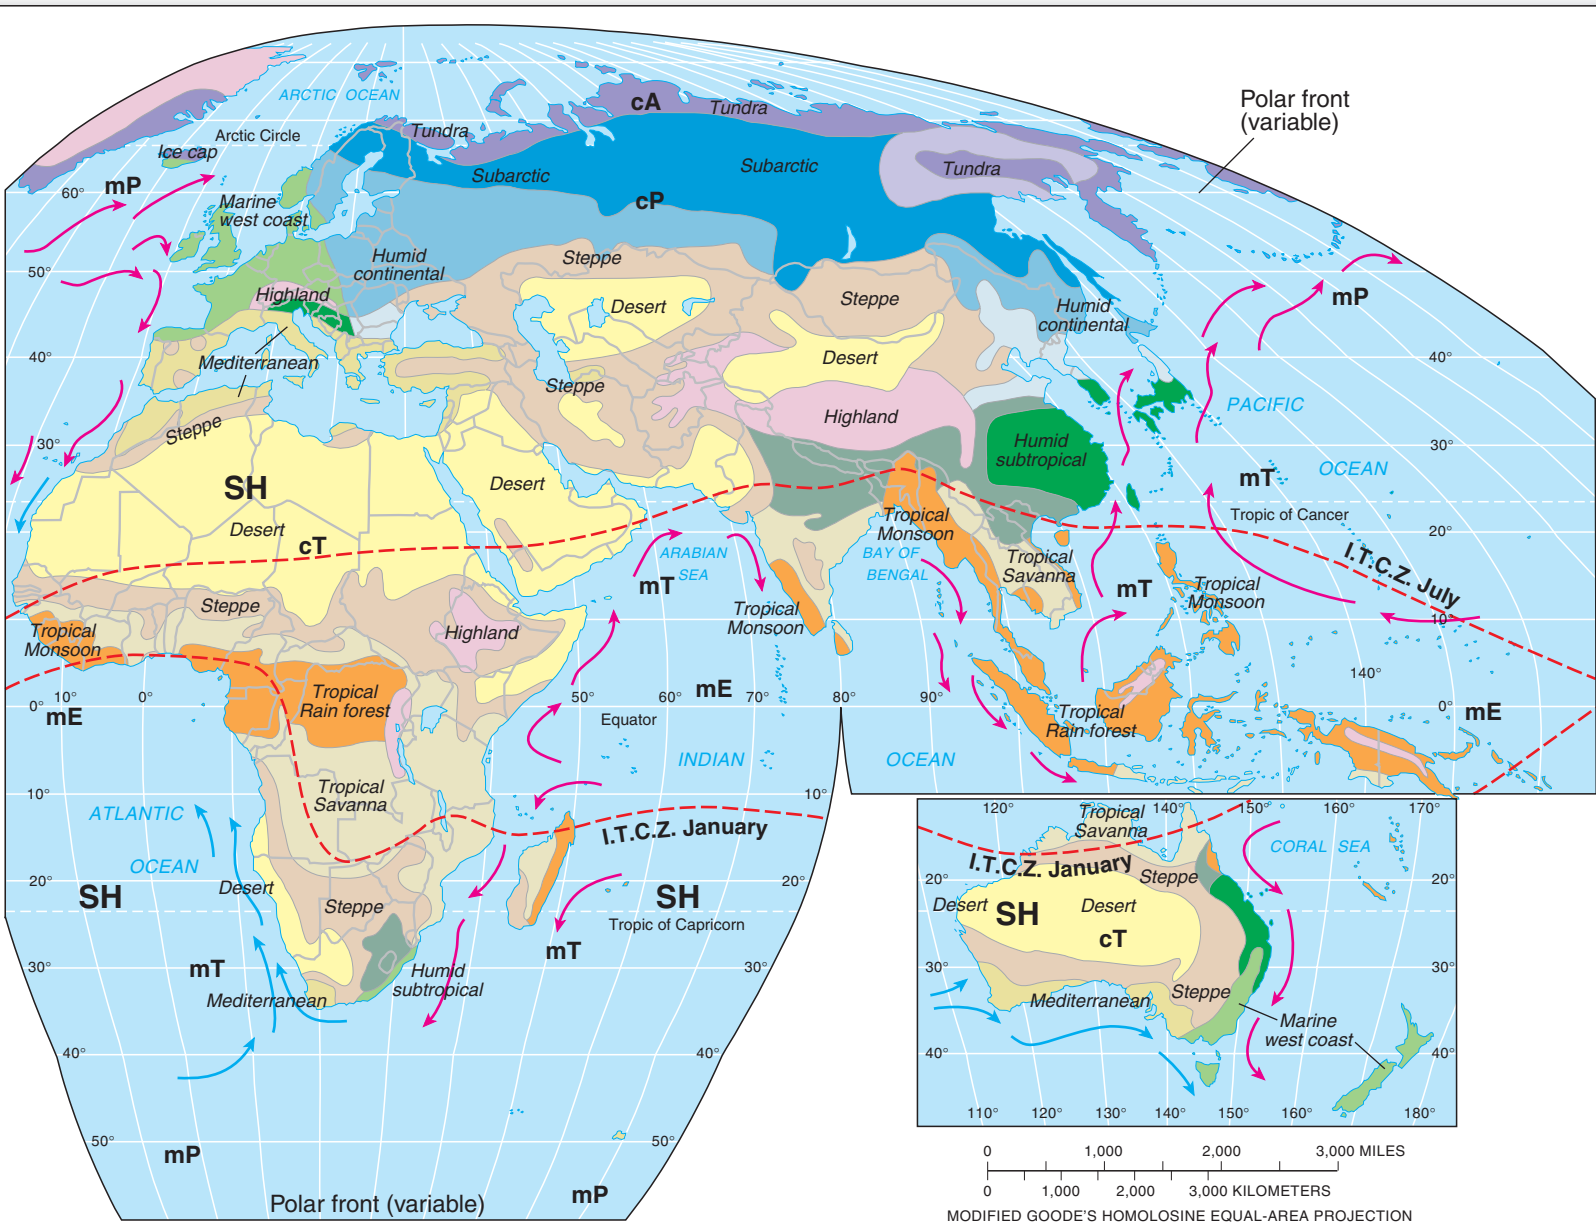 Polar front
(variable)
ARCTIC OCEAN
cA
Tundra
Tundra
Arctic Circle
Ice cap
Subarctic
Subarctic
Tundra
mP
60°
cP
Marine
west coast
Humid
continental
Steppe
50°
Highland
Desert
Steppe
Humid
continental
mP
Mediterranean
40°
Desert
40°
Steppe
PACIFIC
Steppe
Highland
Humid
subtropical
30°
30°
OCEAN
SH
Desert
mT
Desert
Tropic of Cancer
Tropical
Monsoon
20°
cT
ARABIAN
SEA
BAY OF
BENGAL
Tropical
Savanna
I.T.C.Z. July
mT
mT
Steppe
Tropical
Monsoon
Tropical
Monsoon
10°
Tropical
Monsoon
Highland
140°
10°
0°
Tropical
Rain forest
50°
60°
mE
70°
80°
90°
0°
mE
Equator
Tropical
Rain forest
0°
mE
INDIAN
OCEAN
Tropical
Savanna
10°
10°
ATLANTIC
I.T.C.Z. January
120°
Tropical
Savanna
140°
150°
160°
170°
OCEAN
CORAL SEA
I.T.C.Z. January
20°
SH
Desert
SH
20°
20°
Steppe
20°
Steppe
Desert
SH
Desert
Tropic of Capricorn
cT
mT
30°
mT
Humid
subtropical
30°
30°
30°
Mediterranean
Mediterranean
Steppe
Marine
west coast
40°
40°
40°
40°
110°
120°
130°
140°
150°
160°
180°
50°
50°
mP
0
1,000
2,000
3,000 MILES
mP
0
1,000
2,000
3,000 KILOMETERS
Polar front (variable)
MODIFIED GOODE'S HOMOLOSINE EQUAL-AREA PROJECTION